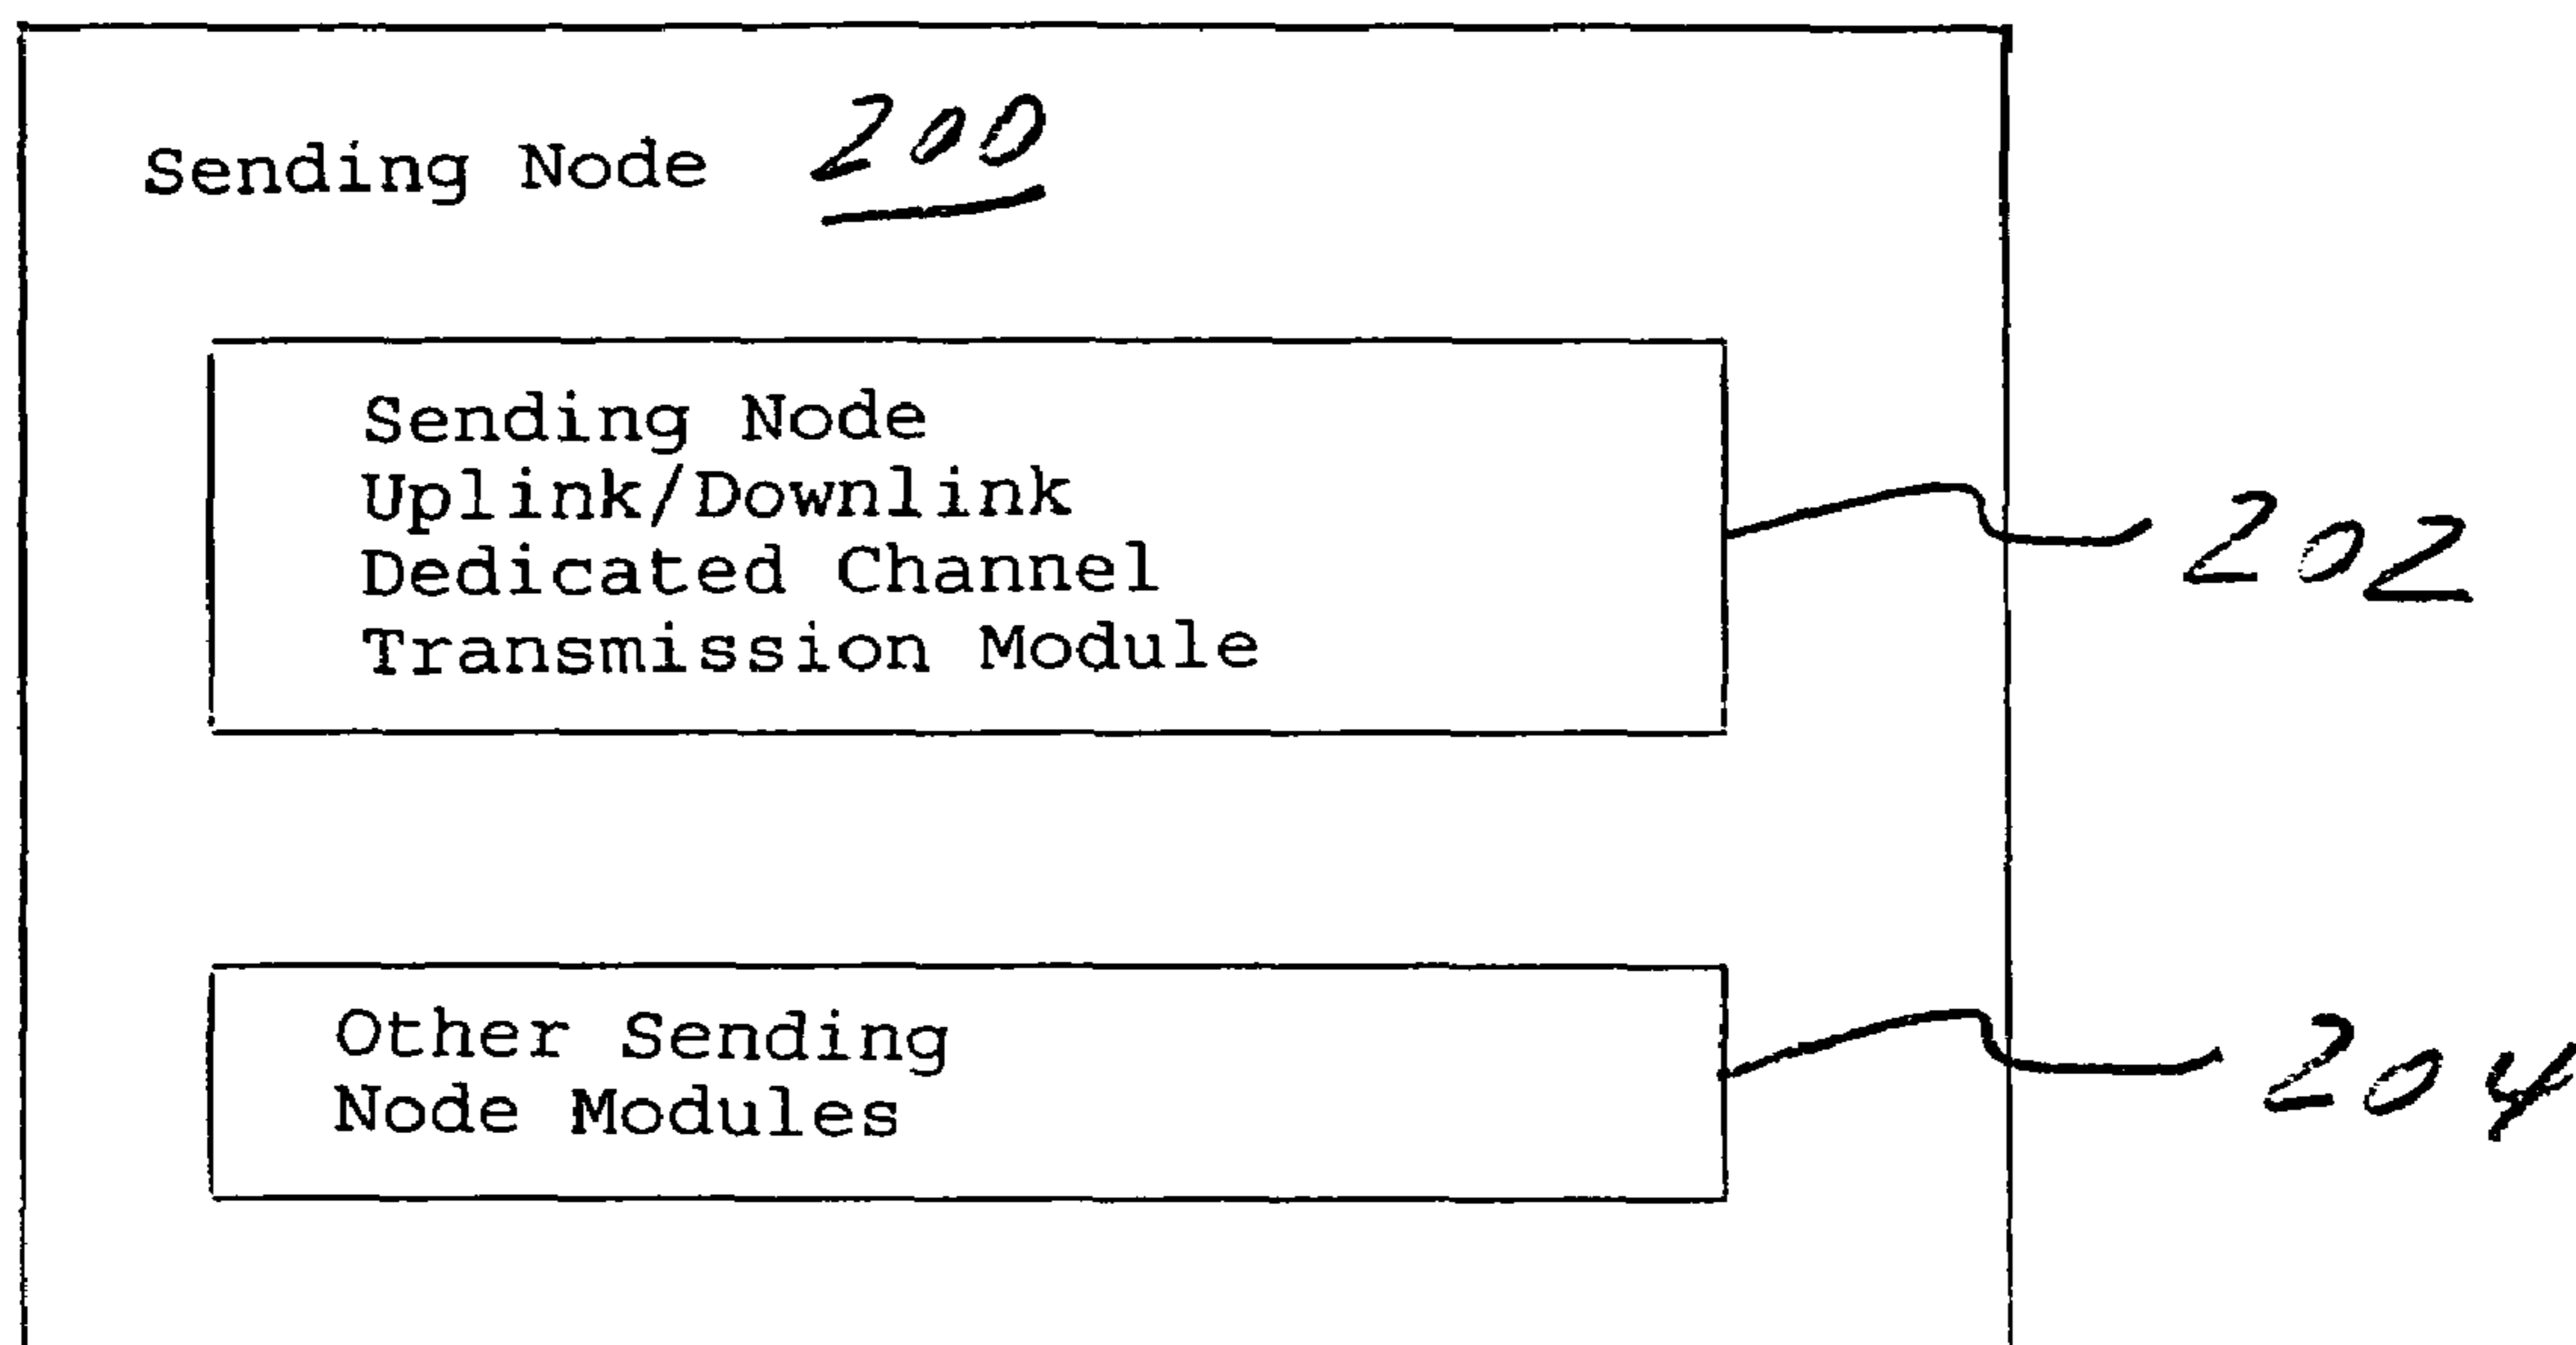 Sending Node 200
Sending Node
Uplink/Downlink
Dedicated Channel
Transmission Module
202
Other Sending
Node Modules
204